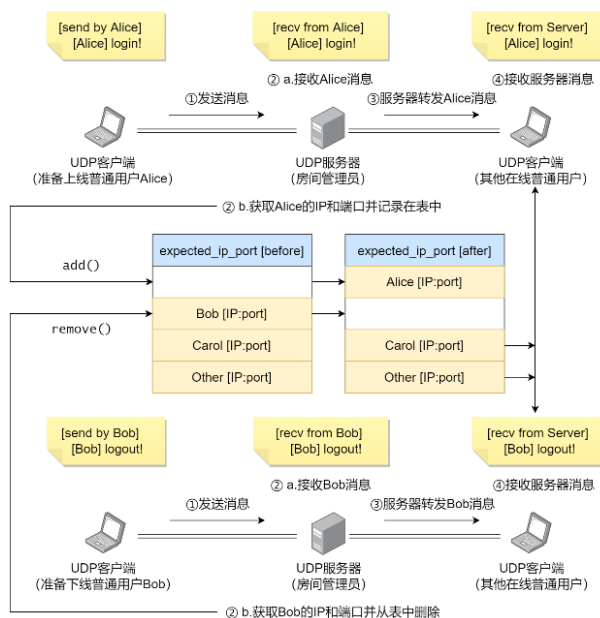 [send by Alice]
[Alice] login!
[recv from Alice]
[Alice] login!
[recv from Server]
[Alice] login!
② a.接收Alice消息
①发送消息
③服务器转发Alice消息
④接收服务器消息
UDP客户端
(准备上线普通用户Alice)
UDP服务器
(房间管理员)
UDP客户端
(其他在线普通用户)
② b.获取Alice的IP和端口并记录在表中
expected_ip_port [before]
expected_ip_port [after]
add()
Alice [IP:port]
Bob [IP:port]
remove()
Carol [IP:port]
Carol [IP:port]
Other [IP:port]
Other [IP:port]
[send by Bob]
[Bob] logout!
[recv from Bob]
[Bob] logout!
[recv from Server]
[Bob] logout!
② a.接收Bob消息
④接收服务器消息
①发送消息
③服务器转发Bob消息
UDP客户端
(准备下线普通用户Bob)
UDP服务器
(房间管理员)
UDP客户端
(其他在线普通用户)
② b.获取Bob的IP和端口并从表中删除